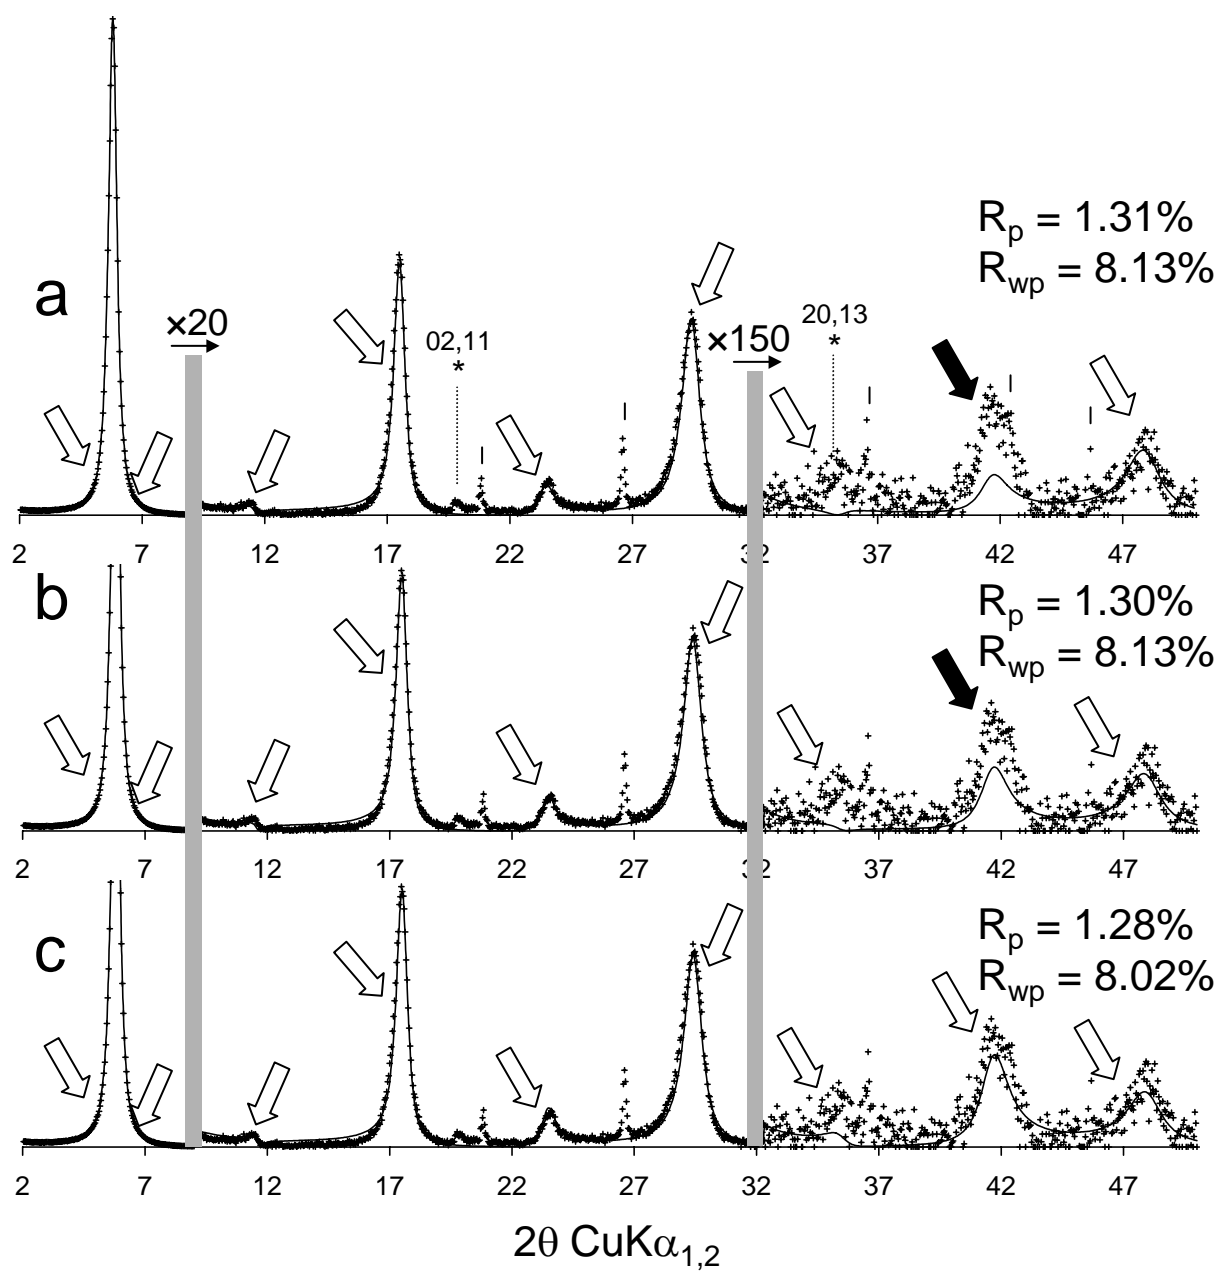 R_p = 1.31%
R_wp = 8.13%
a
×20
02,11
*
×150
20,13
*
I
I
I
I
I
2 7 12 17 22 27 32 37 42 47
b
R_p = 1.30%
R_wp = 8.13%
2 7 12 17 22 27 32 37 42 47
c
R_p = 1.28%
R_wp = 8.02%
2 7 12 17 22 27 32 37 42 47
2θ CuKα_1,2